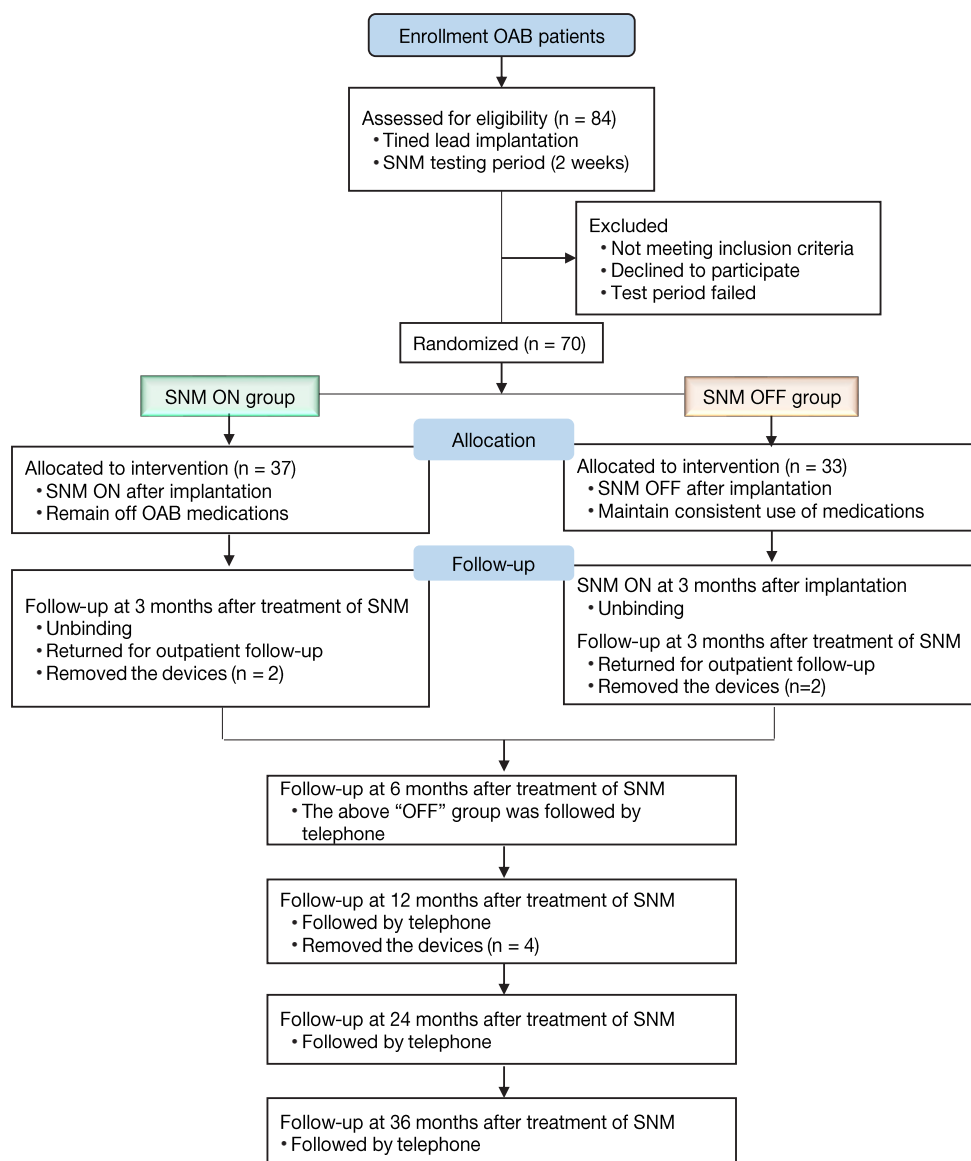 Enrollment OAB patients
Assessed for eligibility (n = 84)
• Tined lead implantation
• SNM testing period (2 weeks)
Excluded
• Not meeting inclusion criteria
• Declined to participate
• Test period failed
Randomized (n = 70)
SNM ON group
SNM OFF group
Allocation
Allocated to intervention (n = 37)
• SNM ON after implantation
• Remain off OAB medications
Allocated to intervention (n = 33)
• SNM OFF after implantation
• Maintain consistent use of medications
Follow-up
Follow-up at 3 months after treatment of SNM
• Unbinding
• Returned for outpatient follow-up
• Removed the devices (n = 2)
SNM ON at 3 months after implantation
• Unbinding
Follow-up at 3 months after treatment of SNM
• Returned for outpatient follow-up
• Removed the devices (n=2)
Follow-up at 6 months after treatment of SNM
• The above “OFF” group was followed by
telephone
Follow-up at 12 months after treatment of SNM
• Followed by telephone
• Removed the devices (n = 4)
Follow-up at 24 months after treatment of SNM
• Followed by telephone
Follow-up at 36 months after treatment of SNM
• Followed by telephone